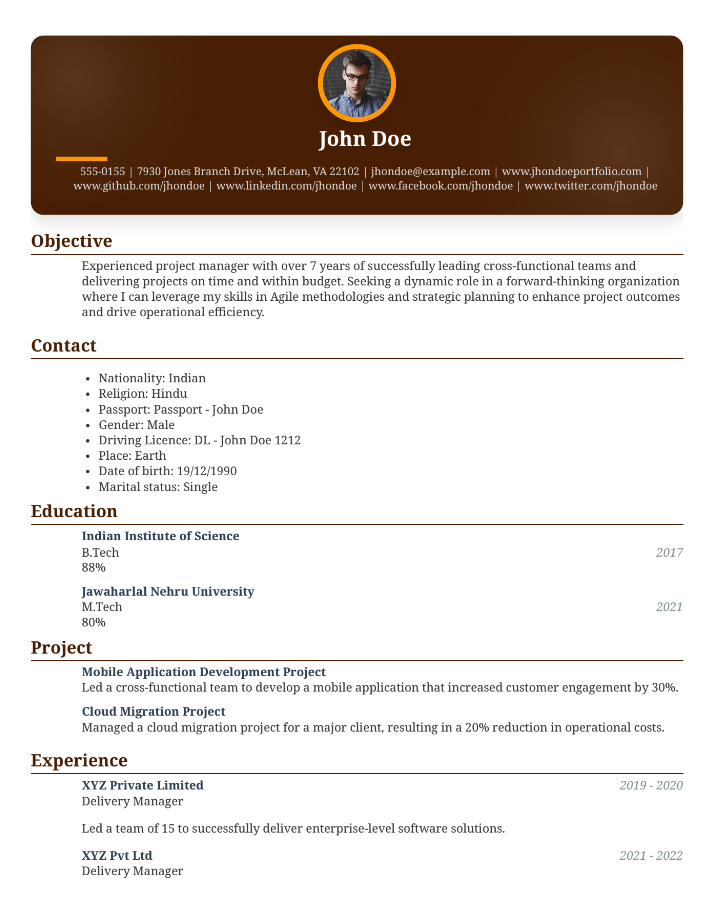 John Doe
555-0155 | 7930 Jones Branch Drive, McLean, VA 22102 | jhondoe@example.com | www.jhondoeportfolio.com |
www.github.com/jhondoe | www.linkedin.com/jhondoe | www.facebook.com/jhondoe | www.twitter.com/jhondoe
Objective
Experienced project manager with over 7 years of successfully leading cross-functional teams and
delivering projects on time and within budget. Seeking a dynamic role in a forward-thinking organization
where I can leverage my skills in Agile methodologies and strategic planning to enhance project outcomes
and drive operational efficiency.
Contact
• Nationality: Indian
• Religion: Hindu
• Passport: Passport - John Doe
• Gender: Male
• Driving Licence: DL - John Doe 1212
• Place: Earth
• Date of birth: 19/12/1990
• Marital status: Single
Education
Indian Institute of Science
B.Tech 2017
88%
Jawaharlal Nehru University
M.Tech 2021
80%
Project
Mobile Application Development Project
Led a cross-functional team to develop a mobile application that increased customer engagement by 30%.
Cloud Migration Project
Managed a cloud migration project for a major client, resulting in a 20% reduction in operational costs.
Experience
XYZ Private Limited 2019 - 2020
Delivery Manager
Led a team of 15 to successfully deliver enterprise-level software solutions.
XYZ Pvt Ltd 2021 - 2022
Delivery Manager